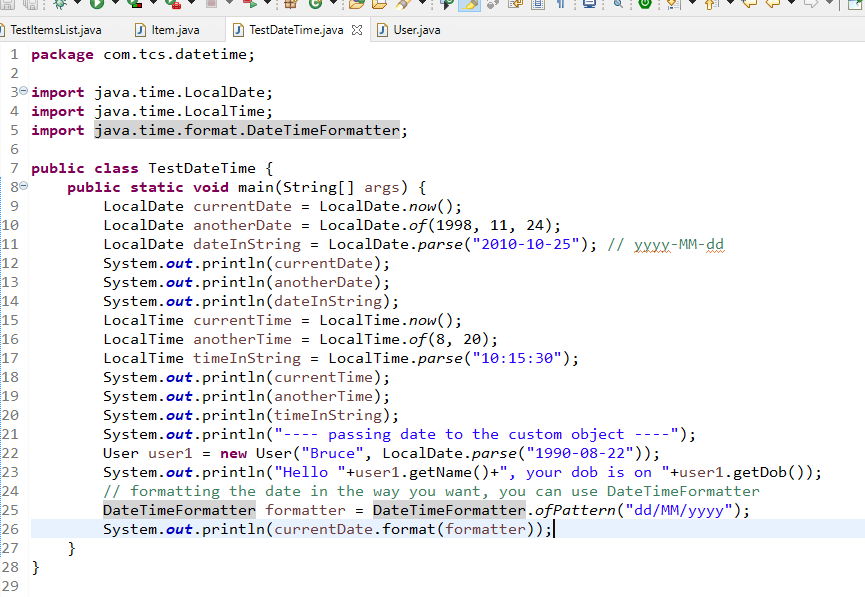 TestItemsList.java Item.java TestDateTime.java User.java
1 package com.tcs.datetime;
2
3 import java.time.LocalDate;
4 import java.time.LocalTime;
5 import java.time.format.DateTimeFormatter;
6
7 public class TestDateTime {
8     public static void main(String[] args) {
9         LocalDate currentDate = LocalDate.now();
10         LocalDate anotherDate = LocalDate.of(1998, 11, 24);
11         LocalDate dateInString = LocalDate.parse("2010-10-25"); // yyyy-MM-dd
12         System.out.println(currentDate);
13         System.out.println(anotherDate);
14         System.out.println(dateInString);
15         LocalTime currentTime = LocalTime.now();
16         LocalTime anotherTime = LocalTime.of(8, 20);
17         LocalTime timeInString = LocalTime.parse("10:15:30");
18         System.out.println(currentTime);
19         System.out.println(anotherTime);
20         System.out.println(timeInString);
21         System.out.println("---- passing date to the custom object ----");
22         User user1 = new User("Bruce", LocalDate.parse("1990-08-22"));
23         System.out.println("Hello "+user1.getName()+", your dob is on "+user1.getDob());
24         // formatting the date in the way you want, you can use DateTimeFormatter
25         DateTimeFormatter formatter = DateTimeFormatter.ofPattern("dd/MM/yyyy");
26         System.out.println(currentDate.format(formatter));
27     }
28 }
29